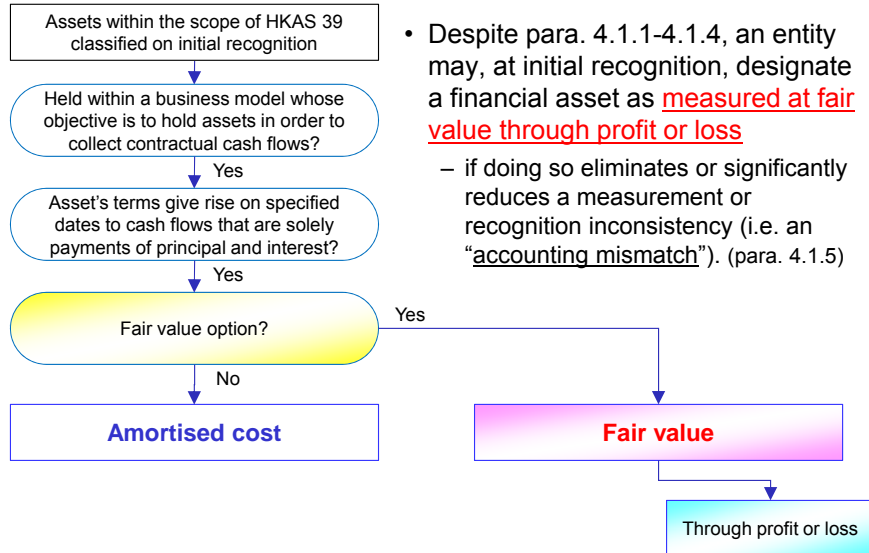 Assets within the scope of HKAS 39
classified on initial recognition
Held within a business model whose
objective is to hold assets in order to
collect contractual cash flows?
Yes
Asset's terms give rise on specified
dates to cash flows that are solely
payments of principal and interest?
Yes
Fair value option?
Yes
No
Amortised cost
Fair value
Through profit or loss
• Despite para. 4.1.1-4.1.4, an entity
may, at initial recognition, designate
a financial asset as measured at fair
value through profit or loss
– if doing so eliminates or significantly
reduces a measurement or
recognition inconsistency (i.e. an
“accounting mismatch”). (para. 4.1.5)